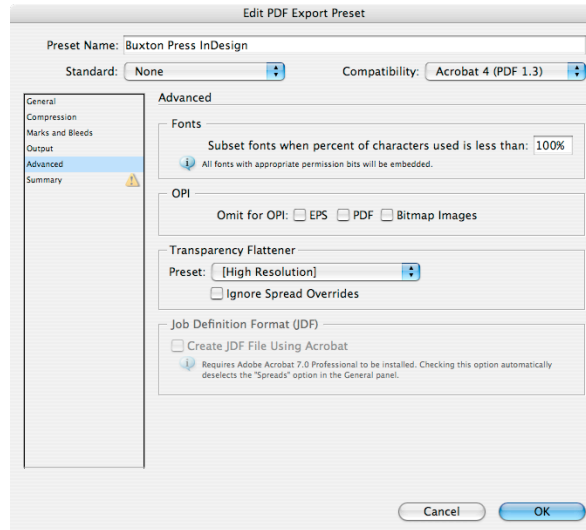 Edit PDF Export Preset
Preset Name: Buxton Press InDesign
Standard: None
Compatibility: Acrobat 4 (PDF 1.3)
General
Compression
Marks and Bleeds
Output
Advanced
Summary
Advanced
Fonts
Subset fonts when percent of characters used is less than: 100%
All fonts with appropriate permission bits will be embedded.
OPI
Omit for OPI: EPS PDF Bitmap Images
Transparency Flattener
Preset: [High Resolution]
Ignore Spread Overrides
Job Definition Format (JDF)
Create JDF File Using Acrobat
Requires Adobe Acrobat 7.0 Professional to be installed. Checking this option automatically
deselects the "Spreads" option in the General panel.
Cancel OK